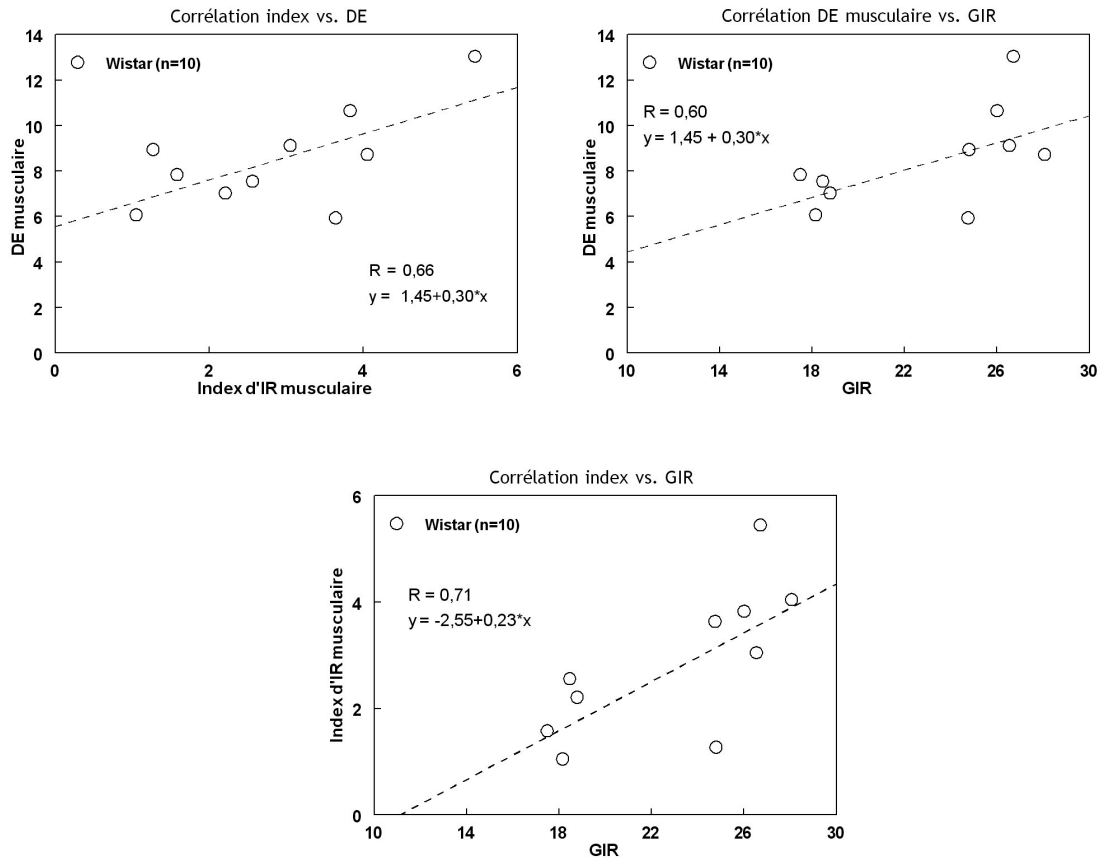 Corrélation index vs. DE
14
12
10
8
6
4
2
0
DE musculaire
Wistar (n=10)
R = 0,66
y = 1,45+0,30*x
0 2 4 6
Index d'IR musculaire
Corrélation DE musculaire vs. GIR
14
12
10
8
6
4
2
0
DE musculaire
Wistar (n=10)
R = 0,60
y = 1,45 + 0,30*x
10 14 18 22 26 30
GIR
Corrélation index vs. GIR
6
4
2
0
Index d'IR musculaire
Wistar (n=10)
R = 0,71
y = -2,55+0,23*x
10 14 18 22 26 30
GIR